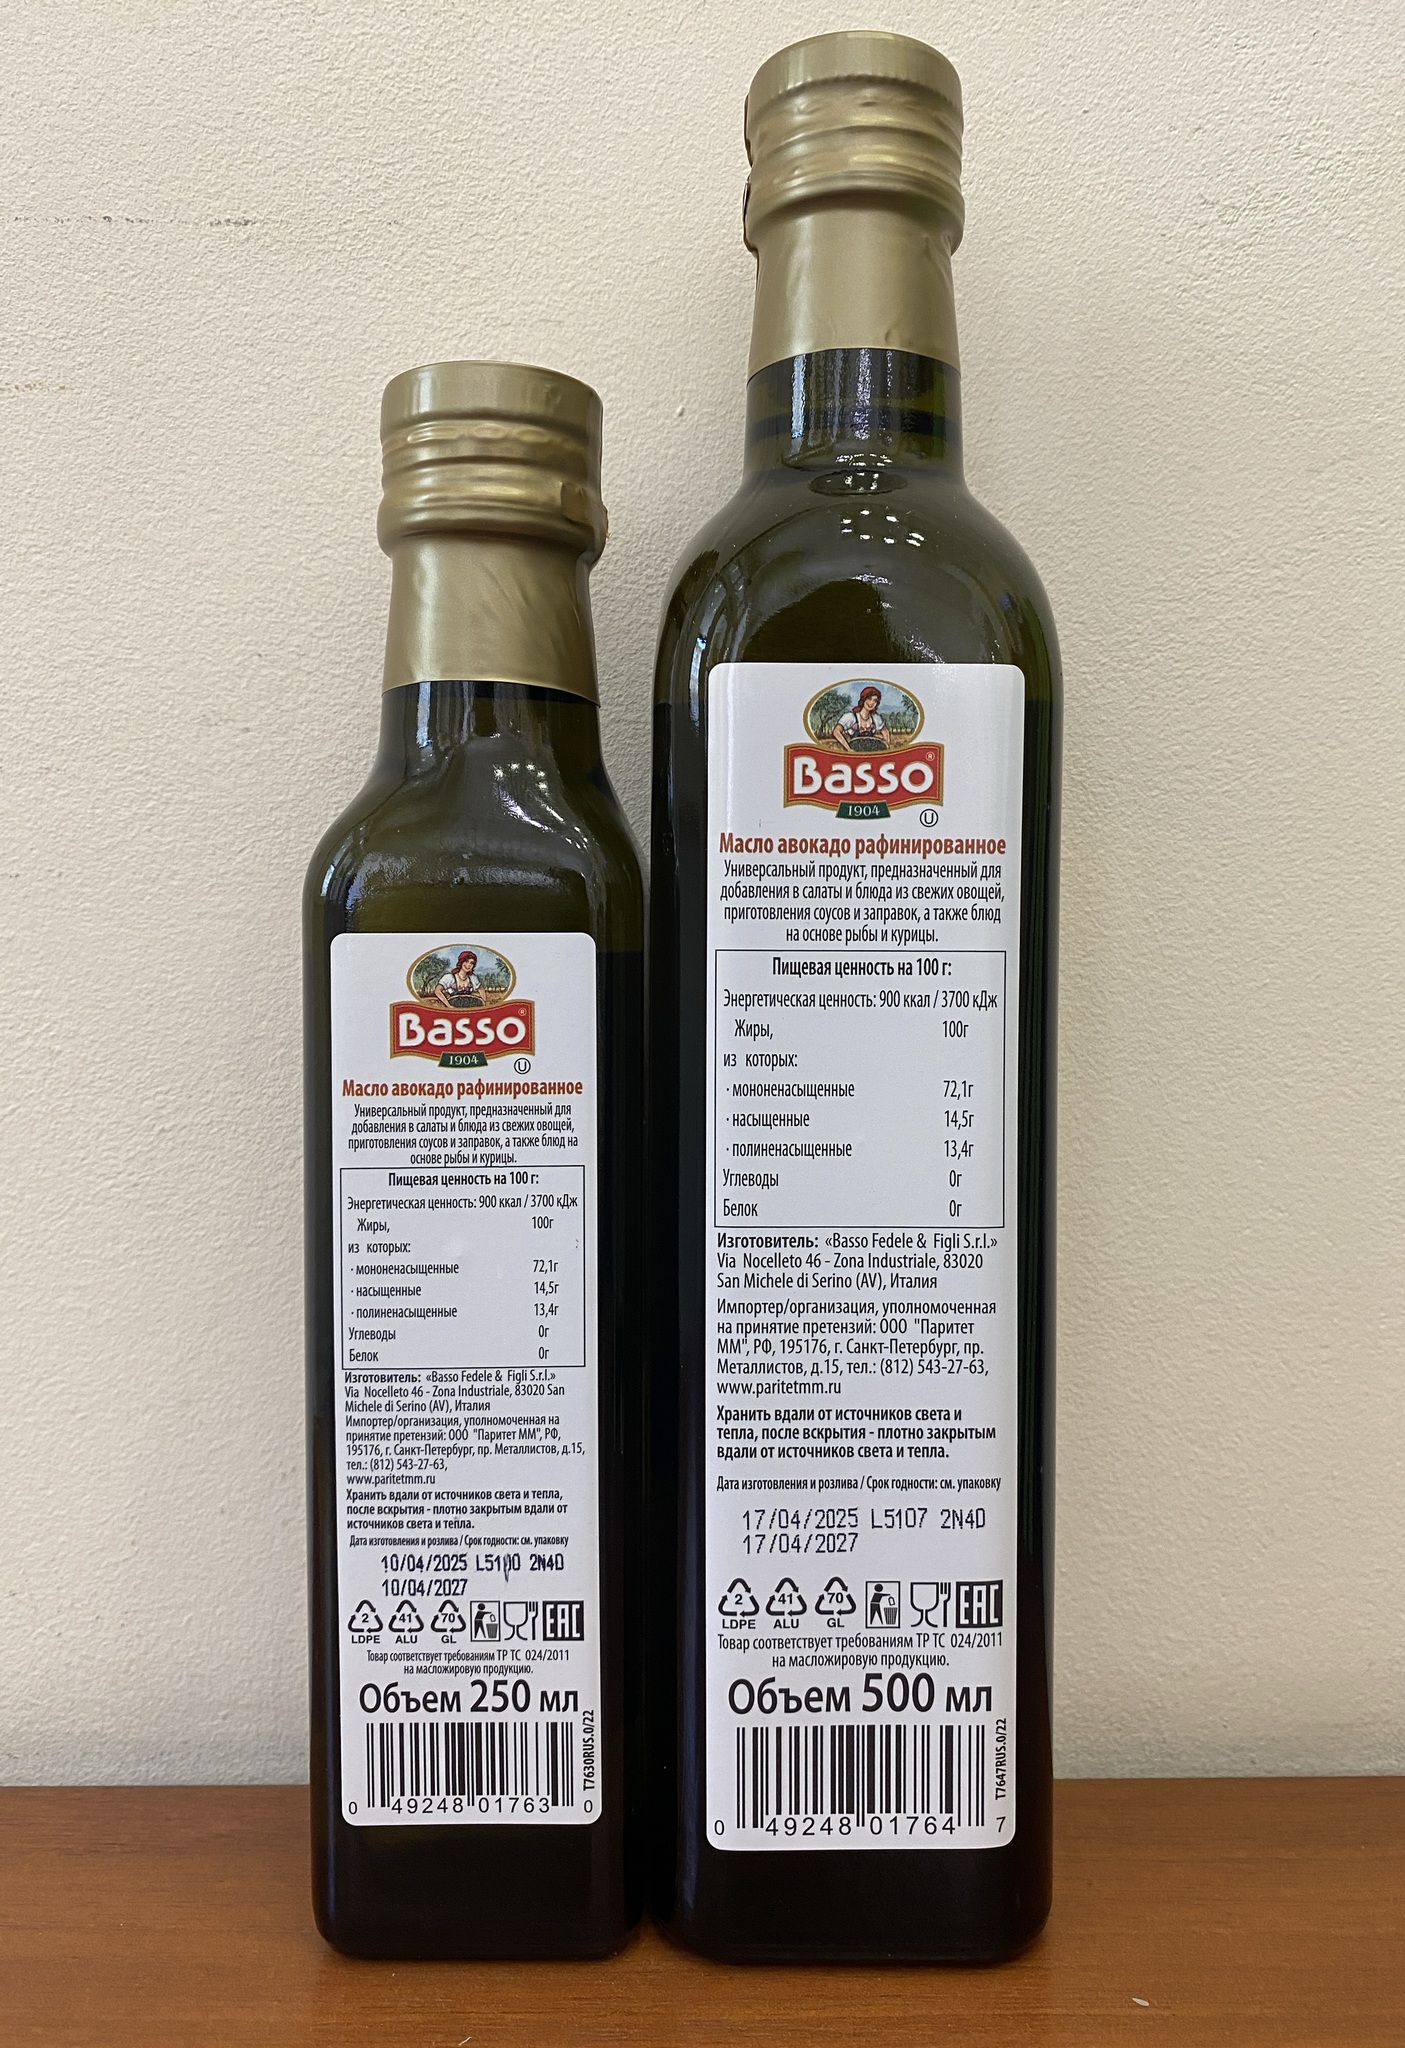 Basso
®
1904
U
Масло авокадо рафинированное
Универсальный продукт, предназначенный для
добавления в салаты и блюда из свежих овощей,
приготовления соусов и заправок, а также блюд на
основе рыбы и курицы.
Пищевая ценность на 100 г:
Энергетическая ценность: 900 ккал / 3700 кДж
Жиры, 100г
из которых:
· мононенасыщенные 72,1г
· насыщенные 14,5г
· полиненасыщенные 13,4г
Углеводы 0г
Белок 0г
Изготовитель: «Basso Fedele & Figli S.r.l.»
Via Nocelleto 46 - Zona Industriale, 83020 San
Michele di Serino (AV), Италия
Импортер/организация, уполномоченная на
принятие претензий: ООО "Паритет ММ", РФ,
195176, г. Санкт-Петербург, пр. Металлистов, д.15,
тел.: (812) 543-27-63,
www.paritetmm.ru
Хранить вдали от источников света и тепла,
после вскрытия - плотно закрытым вдали от
источников света и тепла.
Дата изготовления и розлива / Срок годности: см. упаковку
10/04/2025 L5100 2N4D
10/04/2027
2 41 70 EAC
LDPE ALU GL
Товар соответствует требованиям ТР ТС 024/2011
на масложировую продукцию.
Объем 250 мл
T7630RUS.0/22
0 49248 01763 0
Basso
®
1904
U
Масло авокадо рафинированное
Универсальный продукт, предназначенный для
добавления в салаты и блюда из свежих овощей,
приготовления соусов и заправок, а также блюд
на основе рыбы и курицы.
Пищевая ценность на 100 г:
Энергетическая ценность: 900 ккал / 3700 кДж
Жиры, 100г
из которых:
· мононенасыщенные 72,1г
· насыщенные 14,5г
· полиненасыщенные 13,4г
Углеводы 0г
Белок 0г
Изготовитель: «Basso Fedele & Figli S.r.l.»
Via Nocelleto 46 - Zona Industriale, 83020
San Michele di Serino (AV), Италия
Импортер/организация, уполномоченная
на принятие претензий: ООО "Паритет
ММ", РФ, 195176, г. Санкт-Петербург, пр.
Металлистов, д.15, тел.: (812) 543-27-63,
www.paritetmm.ru
Хранить вдали от источников света и
тепла, после вскрытия - плотно закрытым
вдали от источников света и тепла.
Дата изготовления и розлива / Срок годности: см. упаковку
17/04/2025 L5107 2N4D
17/04/2027
2 41 70 EAC
LDPE ALU GL
Товар соответствует требованиям ТР ТС 024/2011
на масложировую продукцию.
Объем 500 мл
T7647RUS.0/22
0 49248 01764 7